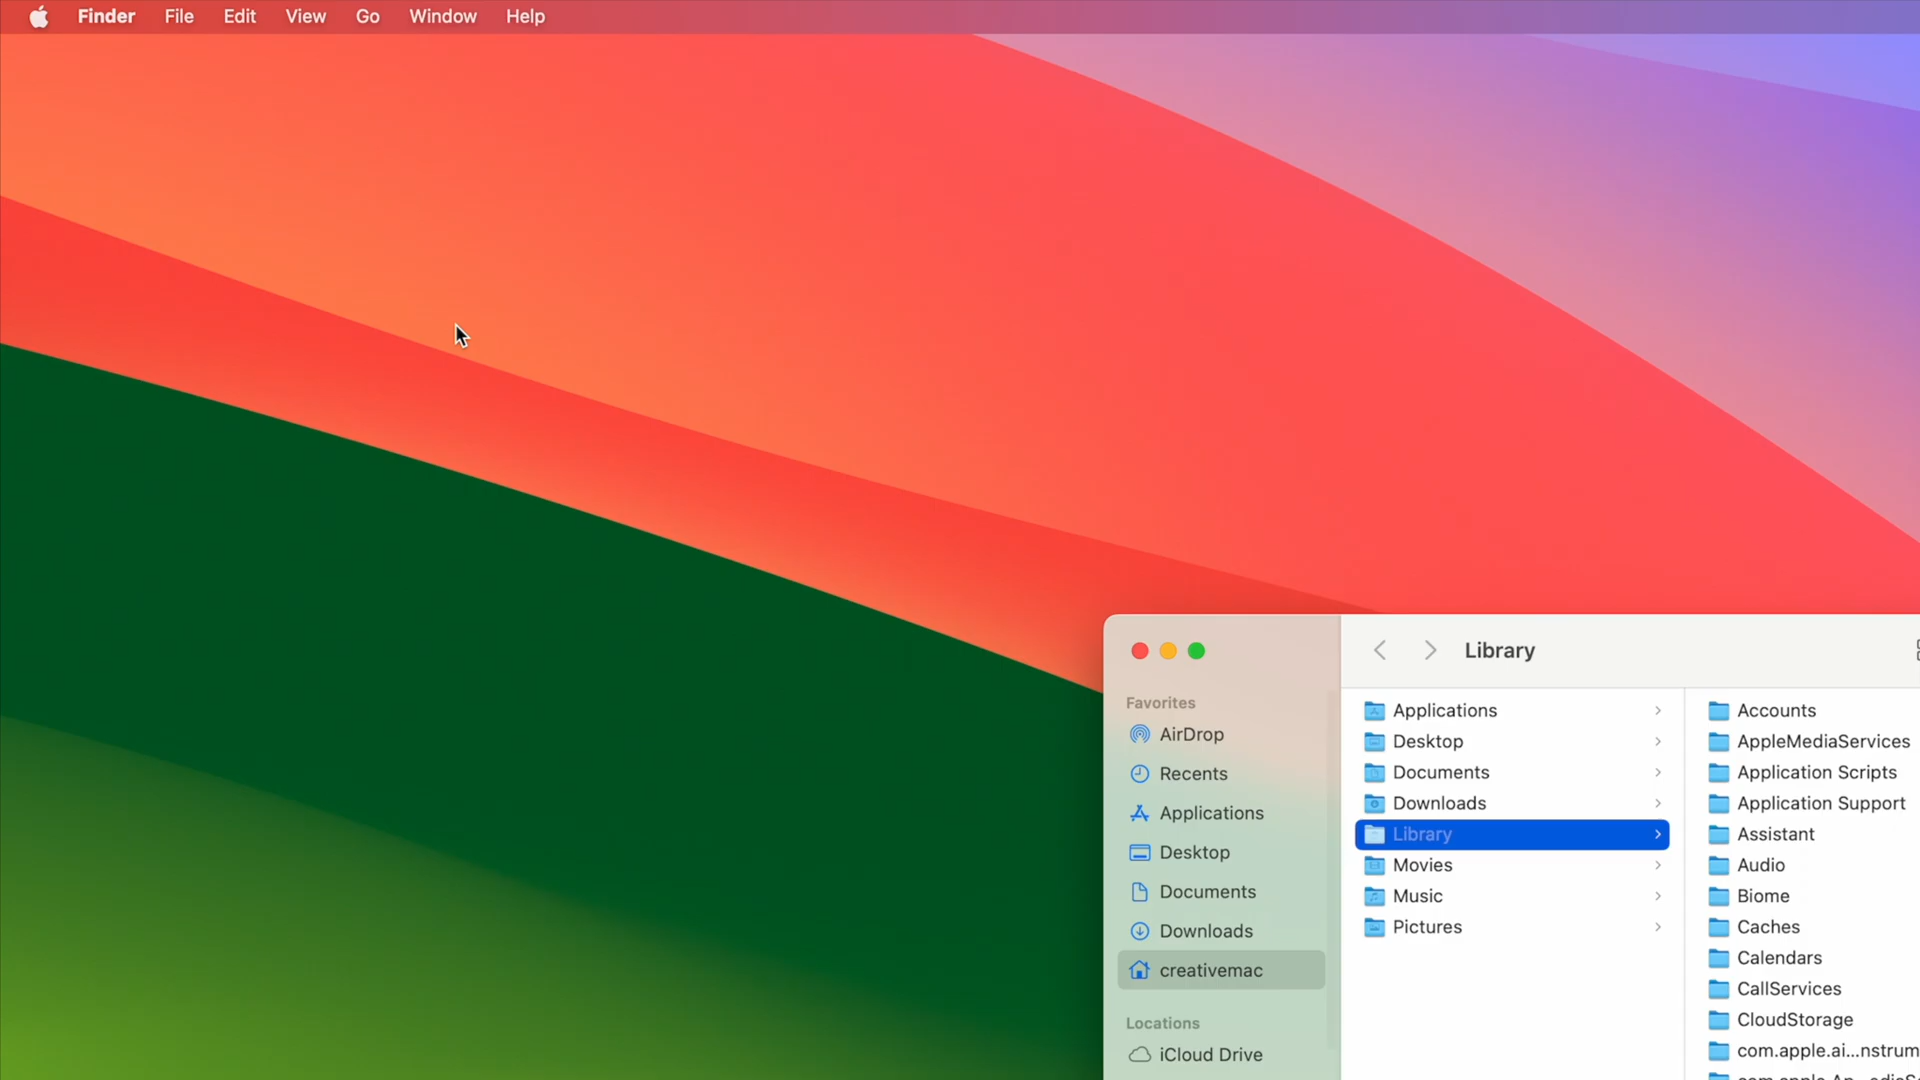 Finder File Edit View Go Window Help
Library
Favorites
AirDrop
Recents
Applications
Desktop
Documents
Downloads
creativemac
Locations
iCloud Drive
Applications
Desktop
Documents
Downloads
Library
Movies
Music
Pictures
Accounts
AppleMediaServices
Application Scripts
Application Support
Assistant
Audio
Biome
Caches
Calendars
CallServices
CloudStorage
com.apple.ai...nstrum